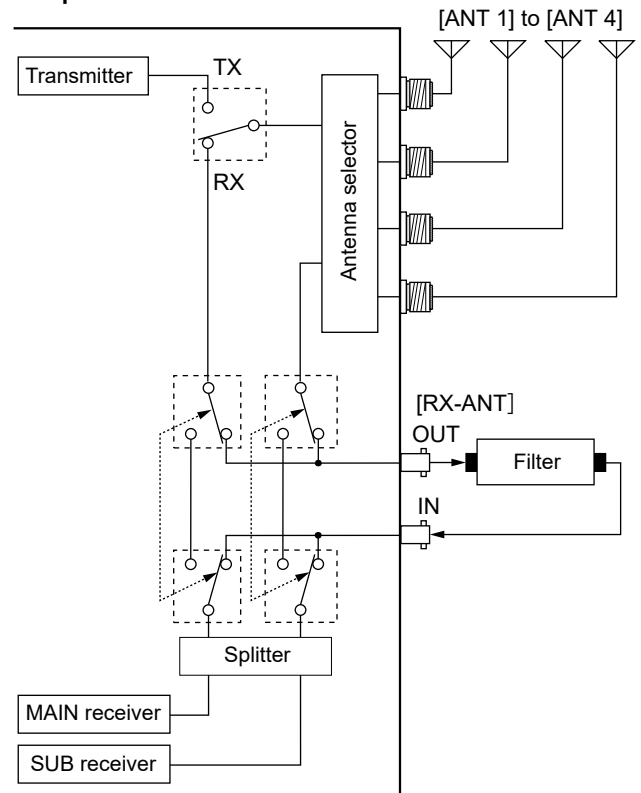 [ANT 1] to [ANT 4]
Transmitter
TX
RX
Antenna selector
[RX-ANT]
OUT
Filter
IN
Splitter
MAIN receiver
SUB receiver